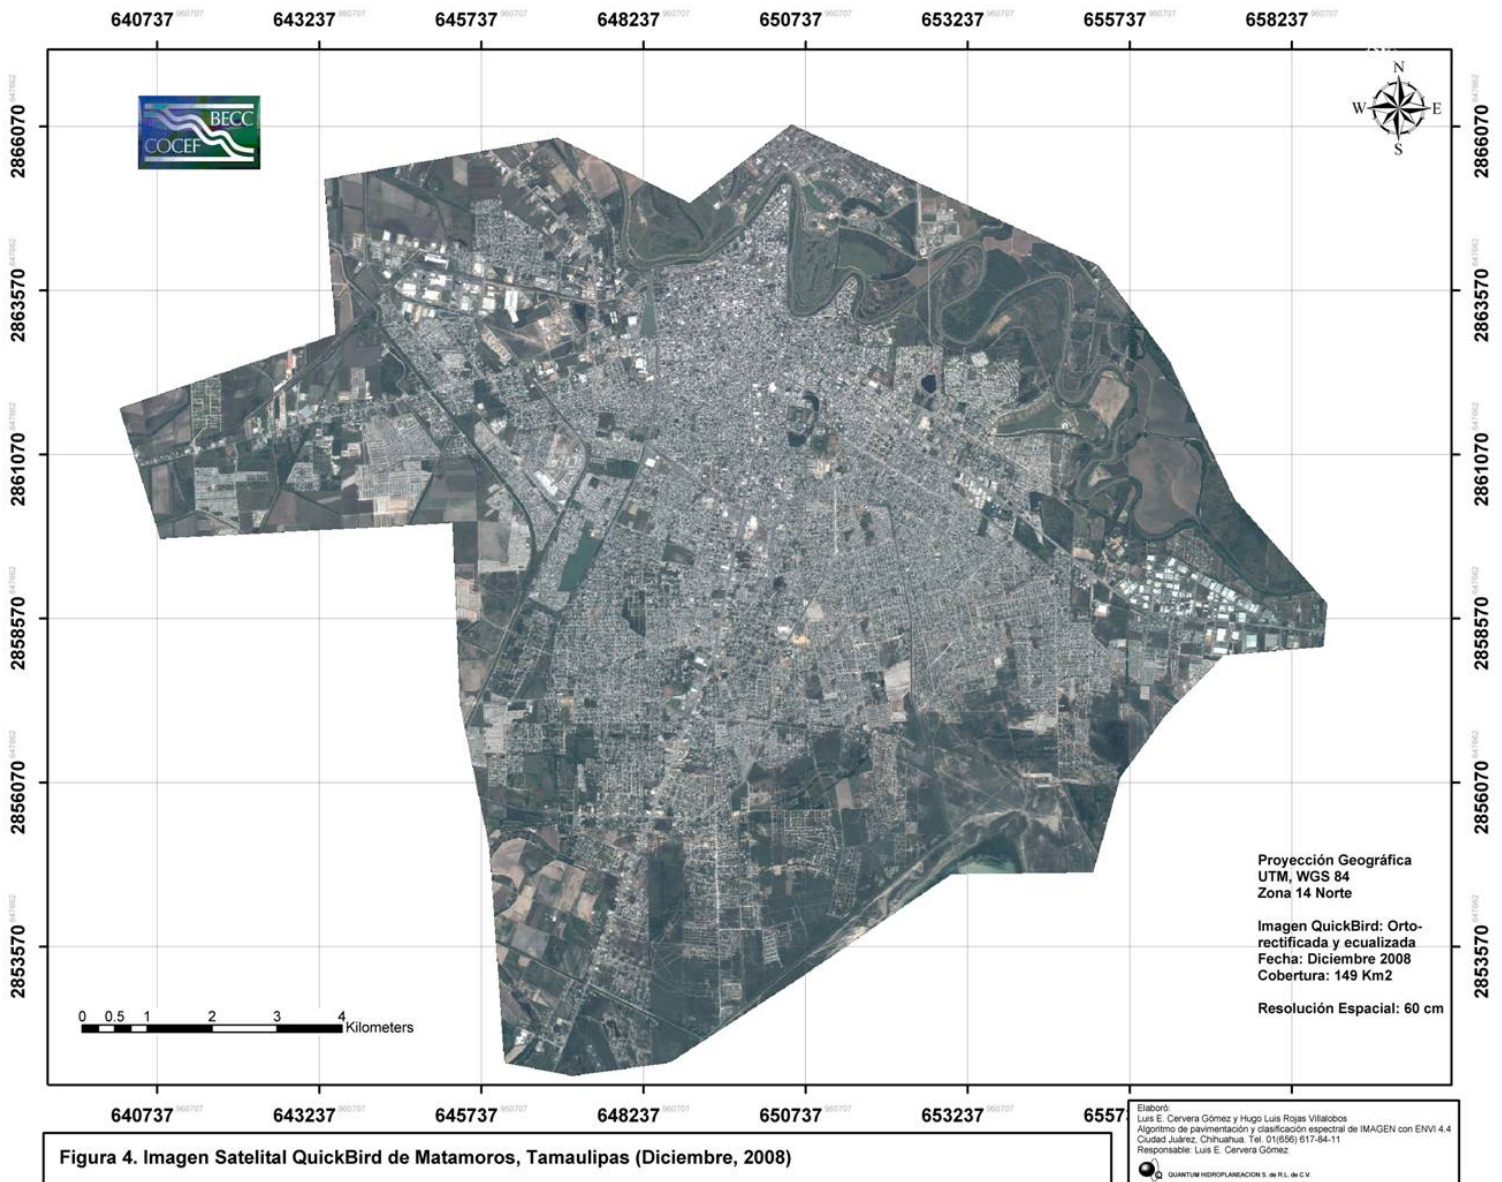 640737 643237 645737 648237 650737 653237 655737 658237
BECC
COCEF
N
W E
S
2866070 2866070
2863570 2863570
2861070 2861070
2858570 2858570
2856070 2856070
2853570 2853570
Proyección Geográfica
UTM, WGS 84
Zona 14 Norte
Imagen QuickBird: Orto-
rectificada y ecualizada
Fecha: Diciembre 2008
Cobertura: 149 Km2
Resolución Espacial: 60 cm
0 0.5 1 2 3 4
Kilometers
640737 643237 645737 648237 650737 653237 6557
Figura 4. Imagen Satelital QuickBird de Matamoros, Tamaulipas (Diciembre, 2008)
Elaboró:
Luis E. Cervera Gómez y Hugo Luis Rojas Villalobos
Algoritmo de pavimentación y clasificación espectral de IMAGEN con ENVI 4.4
Ciudad Juárez, Chihuahua. Tel. 01(656) 617-84-11
Responsable: Luis E. Cervera Gómez
QUANTUM HIDROPLANEACION S. de R.L. de C.V.